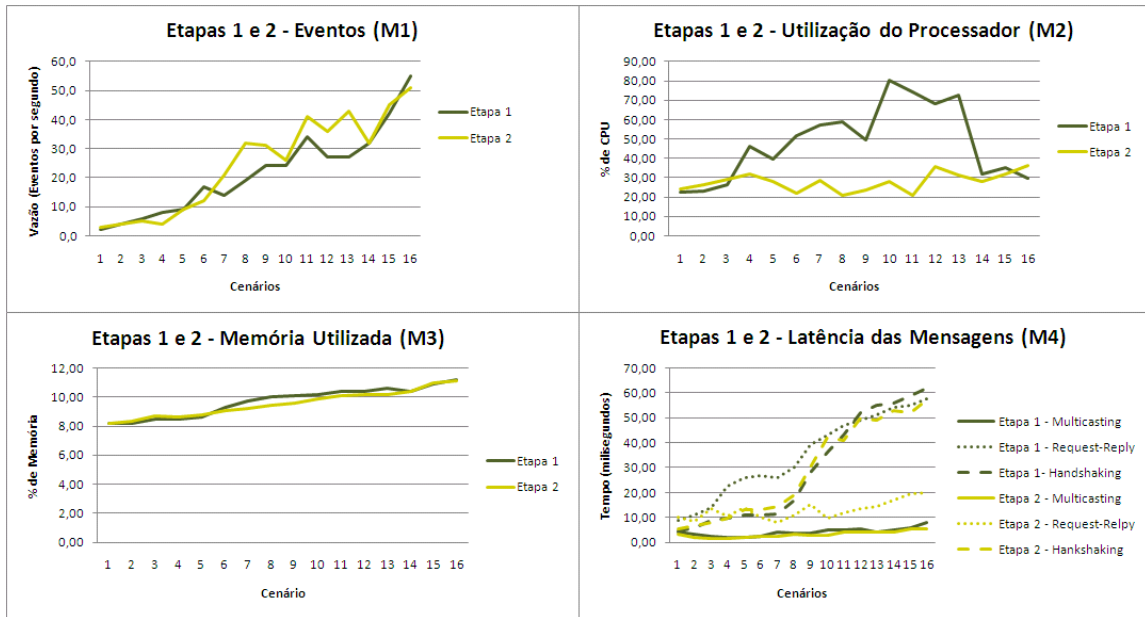 Etapas 1 e 2 - Eventos (M1)
Vazão (Eventos por segundo)
60,0
50,0
40,0
30,0
20,0
10,0
0,0
1 2 3 4 5 6 7 8 9 10 11 12 13 14 15 16
Cenários
Etapa 1
Etapa 2
Etapas 1 e 2 - Utilização do Processador (M2)
% de CPU
90,00
80,00
70,00
60,00
50,00
40,00
30,00
20,00
10,00
0,00
1 2 3 4 5 6 7 8 9 10 11 12 13 14 15 16
Cenários
Etapa 1
Etapa 2
Etapas 1 e 2 - Memória Utilizada (M3)
% de Memória
12,00
10,00
8,00
6,00
4,00
2,00
0,00
1 2 3 4 5 6 7 8 9 10 11 12 13 14 15 16
Cenário
Etapa 1
Etapa 2
Etapas 1 e 2 - Latência das Mensagens (M4)
Tempo (milisegundos)
70,00
60,00
50,00
40,00
30,00
20,00
10,00
0,00
1 2 3 4 5 6 7 8 9 10 11 12 13 14 15 16
Cenários
Etapa 1 - Multicasting
Etapa 1 - Request-Reply
Etapa 1- Handshaking
Etapa 2 - Multicasting
Etapa 2 - Request-Relpy
Etapa 2 - Hankshaking